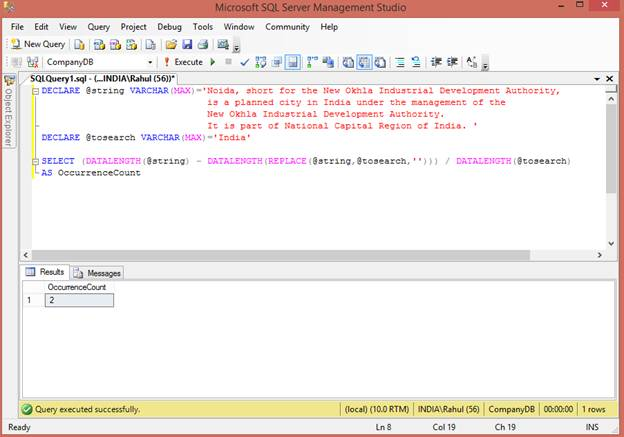 Microsoft SQL Server Management Studio
File Edit View Query Project Debug Tools Window Community Help
New Query
CompanyDB Execute
Object Explorer
SQLQuery1.sql - (...INDIA\Rahul (56))*
DECLARE @string VARCHAR(MAX)='Noida, short for the New Okhla Industrial Development Authority,
is a planned city in India under the management of the
New Okhla Industrial Development Authority.
It is part of National Capital Region of India. '
DECLARE @tosearch VARCHAR(MAX)='India'
SELECT (DATALENGTH(@string) - DATALENGTH(REPLACE(@string,@tosearch,''))) / DATALENGTH(@tosearch)
AS OccurrenceCount
Results Messages
OccurrenceCount
1 2
Query executed successfully. (local) (10.0 RTM) INDIA\Rahul (56) CompanyDB 00:00:00 1 rows
Ready Ln 8 Col 19 Ch 19 INS